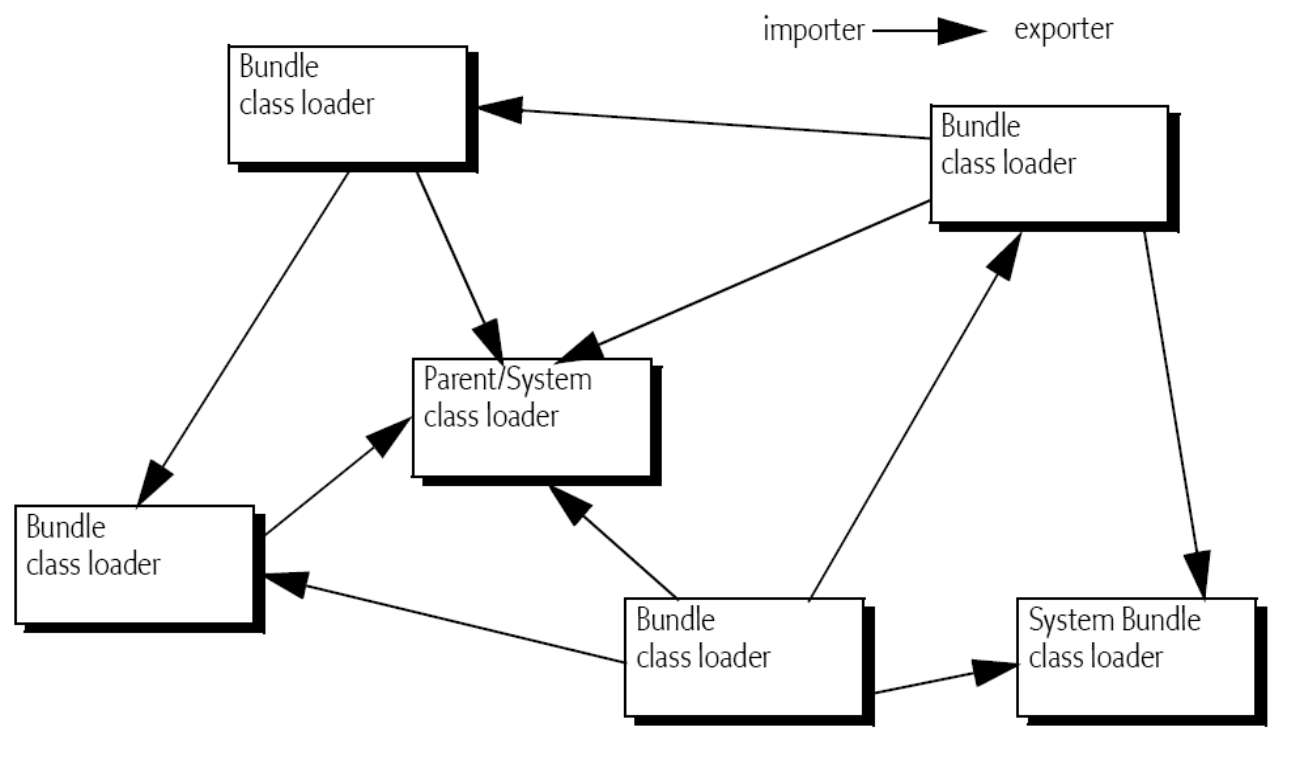 importer exporter
Bundle
class loader
Bundle
class loader
Parent/System
class loader
Bundle
class loader
Bundle
class loader
System Bundle
class loader